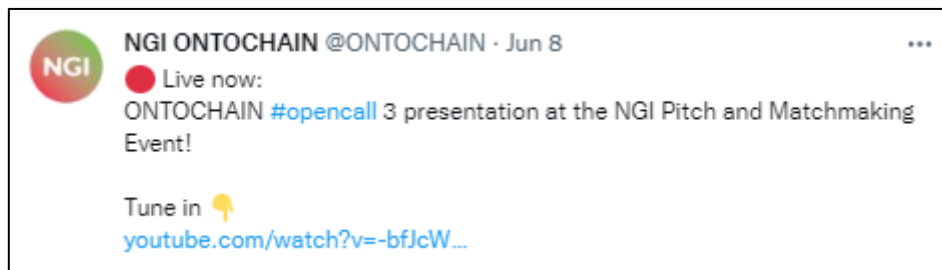 NGI
NGI ONTOCHAIN @ONTOCHAIN · Jun 8
🔴 Live now:
ONTOCHAIN #opencall 3 presentation at the NGI Pitch and Matchmaking
Event!
Tune in 👇
youtube.com/watch?v=-bfJcW...